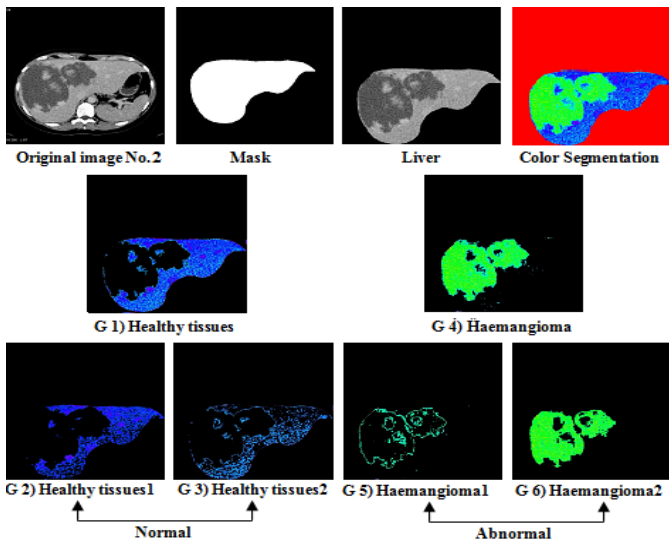 Original image No.2
Mask
Liver
Color Segmentation
G 1) Healthy tissues
G 4) Haemangioma
G 2) Healthy tissues1
G 3) Healthy tissues2
G 5) Haemangioma1
G 6) Haemangioma2
Normal
Abnormal